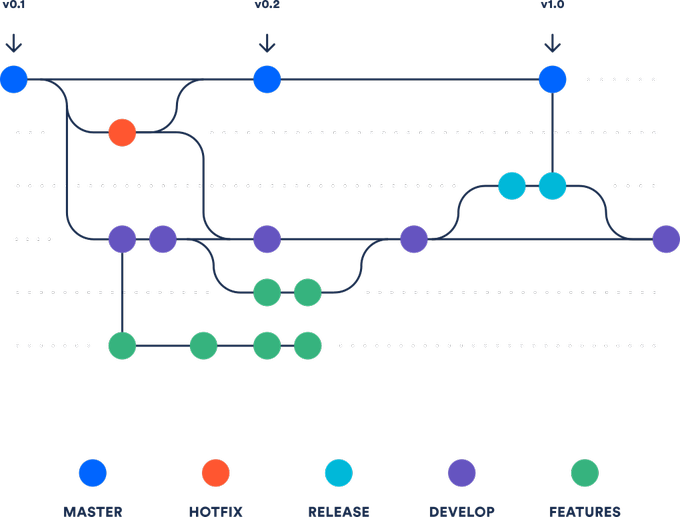 v0.1 v0.2 v1.0
MASTER HOTFIX RELEASE DEVELOP FEATURES